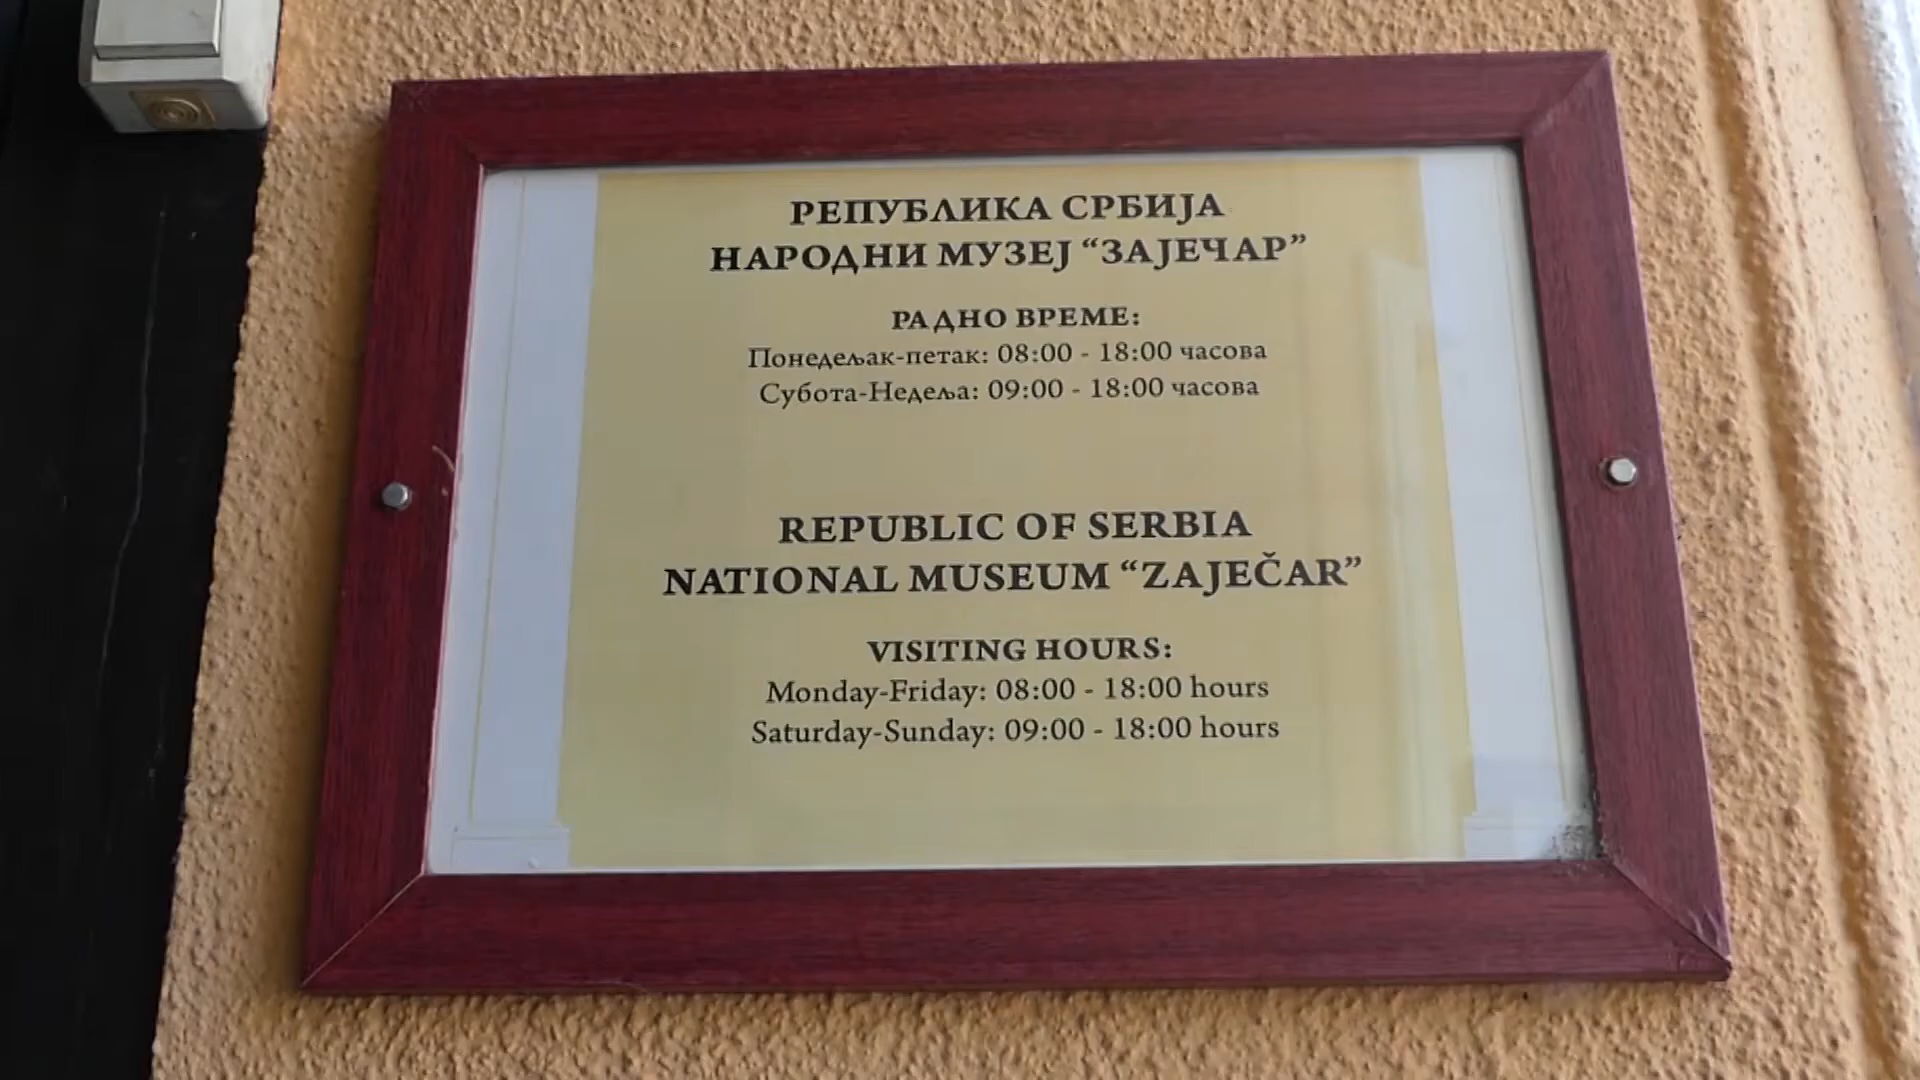 РЕПУБЛИКА СРБИЈА
НАРОДНИ МУЗЕЈ “ЗАЈЕЧАР”
РАДНО ВРЕМЕ:
Понедељак-петак: 08:00 - 18:00 часова
Субота-Недеља: 09:00 - 18:00 часова
REPUBLIC OF SERBIA
NATIONAL MUSEUM “ZAJEČAR”
VISITING HOURS:
Monday-Friday: 08:00 - 18:00 hours
Saturday-Sunday: 09:00 - 18:00 hours